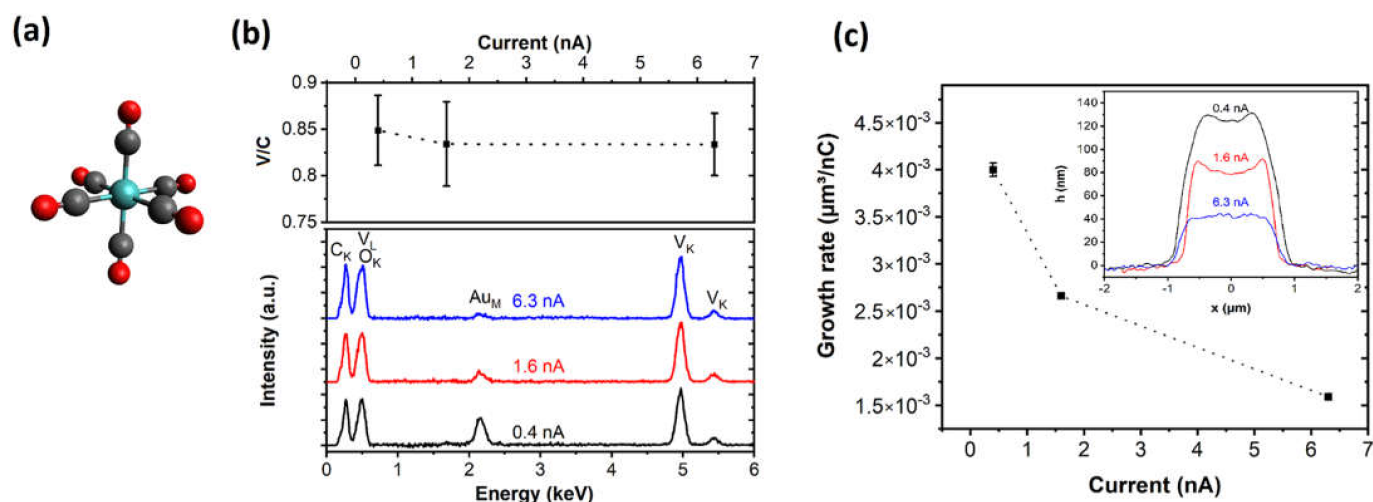 (a)
(b)
Current (nA)
0 1 2 3 4 5 6 7
0.9
0.85
0.8
0.75
V/C
C_K
V_L
O_K
Au_M
V_K
V_K
6.3 nA
1.6 nA
0.4 nA
Intensity (a.u.)
0 1 2 3 4 5 6
Energy (keV)
(c)
Growth rate (µm³/nC)
4.5×10⁻³
4×10⁻³
3.5×10⁻³
3×10⁻³
2.5×10⁻³
2×10⁻³
1.5×10⁻³
0 1 2 3 4 5 6 7
Current (nA)
h (nm)
140
120
100
80
60
40
20
0
0.4 nA
1.6 nA
6.3 nA
-2 -1 0 1 2
x (µm)